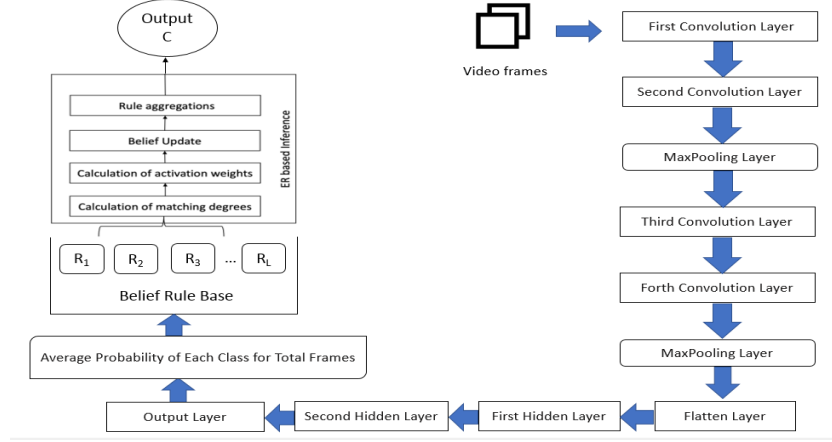 Video frames
First Convolution Layer
Second Convolution Layer
MaxPooling Layer
Third Convolution Layer
Forth Convolution Layer
MaxPooling Layer
Flatten Layer
First Hidden Layer
Second Hidden Layer
Output Layer
Average Probability of Each Class for Total Frames
Belief Rule Base
R1 R2 R3 ... RL
Calculation of matching degrees
Calculation of activation weights
Belief Update
Rule aggregations
ER based Inference
Output
C